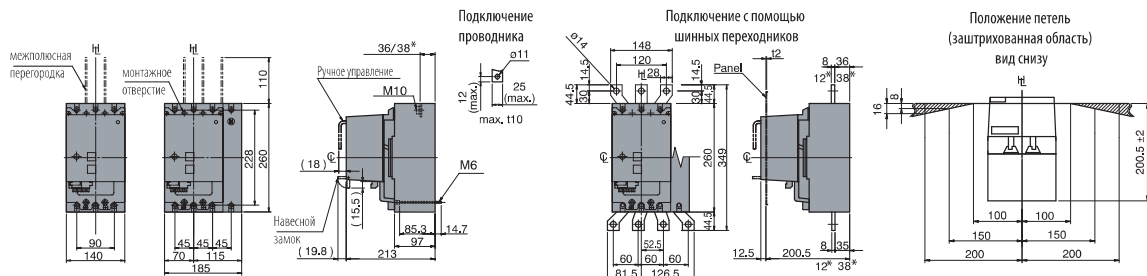 Подключение
проводника
Подключение с помощью
шинных переходников
Положение петель
(заштрихованная область)
вид снизу
межполюсная
перегородка
монтажное
отверстие
110
228
260
90
140
45
45
45
70
115
185
36/38*
Ручное управление
M10
(18)
(15.5)
Навесной
замок
(19.8)
213
85.3
97
14.7
M6
ø11
12
(max.)
25
(max.)
max. t10
ø14
148
120
28
14.5
44.5
30
14.5
30
44.5
260
349
44.5
52.5
60
60
60
81.5
126.5
t2
Panel
8
36
12*
38*
12.5
200.5
8
35
12*
38*
16
8
200.5 ±2
100
100
150
150
200
200